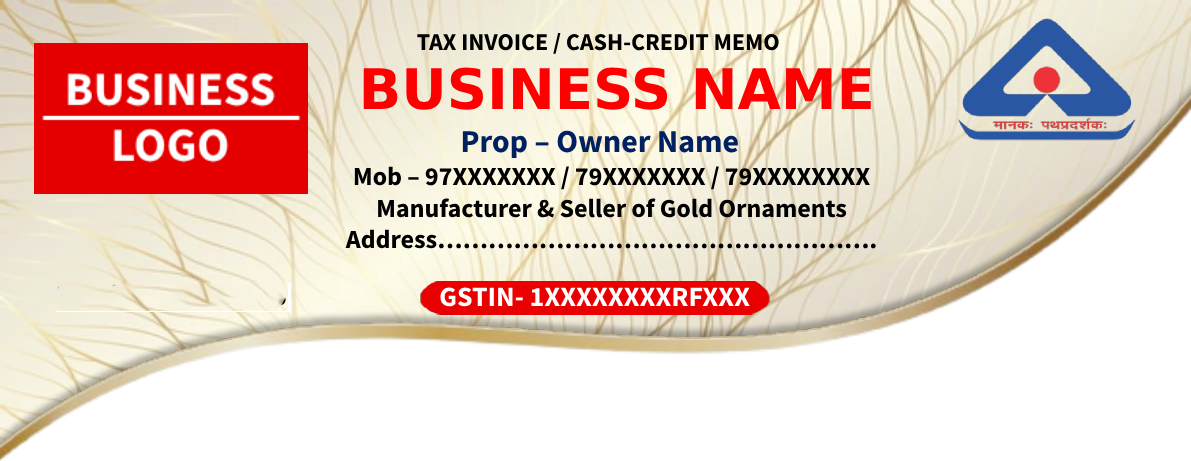 BUSINESS
LOGO
TAX INVOICE / CASH-CREDIT MEMO
BUSINESS NAME
Prop – Owner Name
Mob – 97XXXXXXX / 79XXXXXXX / 79XXXXXXXX
Manufacturer & Seller of Gold Ornaments
Address....................................................
GSTIN- 1XXXXXXXXRFXXX
मानकः पथप्रदर्शकः